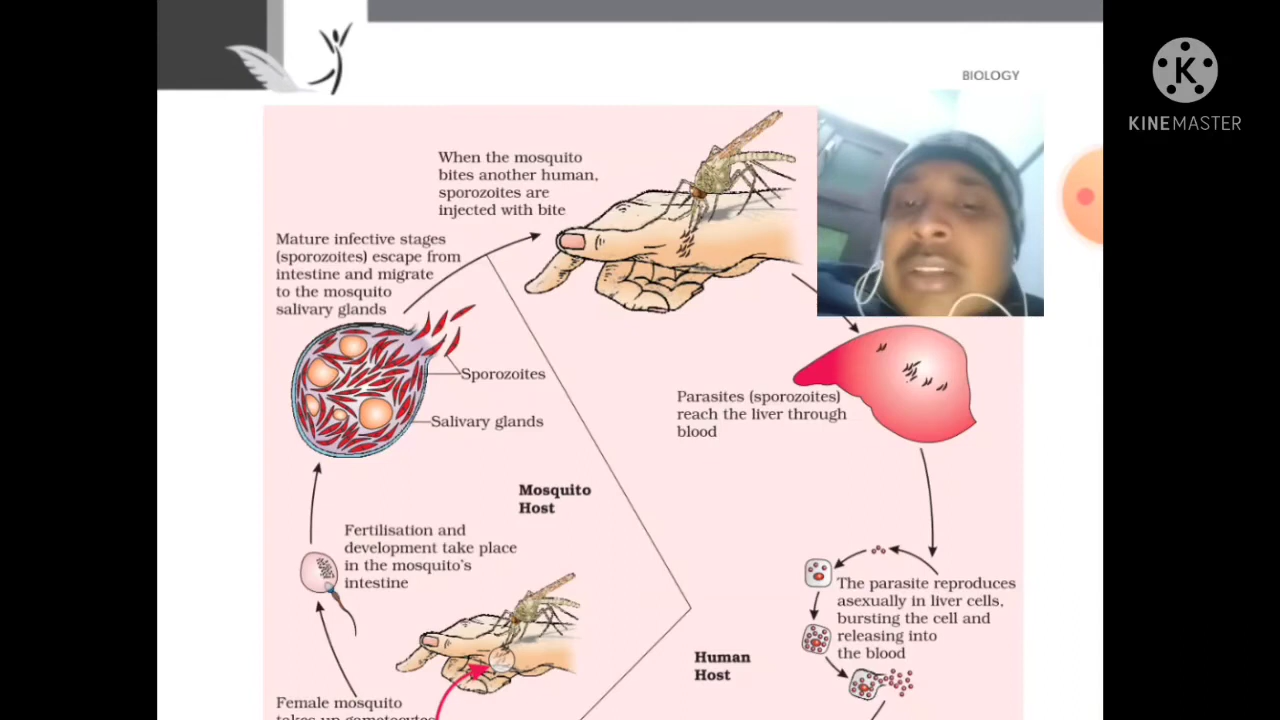 BIOLOGY
K
KINEMASTER
When the mosquito
bites another human,
sporozoites are
injected with bite
Mature infective stages
(sporozoites) escape from
intestine and migrate
to the mosquito
salivary glands
Sporozoites
Salivary glands
Parasites (sporozoites)
reach the liver through
blood
Mosquito
Host
Fertilisation and
development take place
in the mosquito's
intestine
The parasite reproduces
asexually in liver cells,
bursting the cell and
releasing into
the blood
Human
Host
Female mosquito
takes up gametocytes